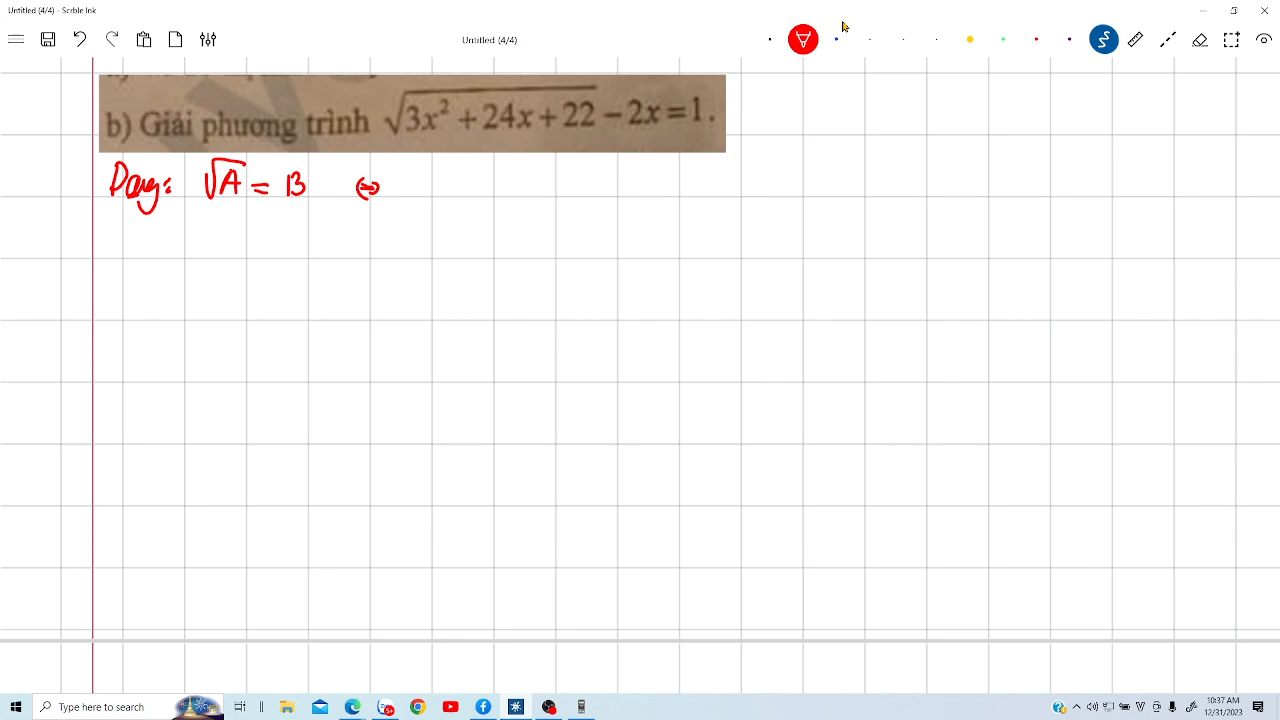 Untitled (4/4) - Scrble Ink
Untitled (4/4)
b) Giải phương trình √3x² + 24x + 22 − 2x = 1.
Dạng: √A = B ⇔
Type here to search
10:37 AM
12/31/2023